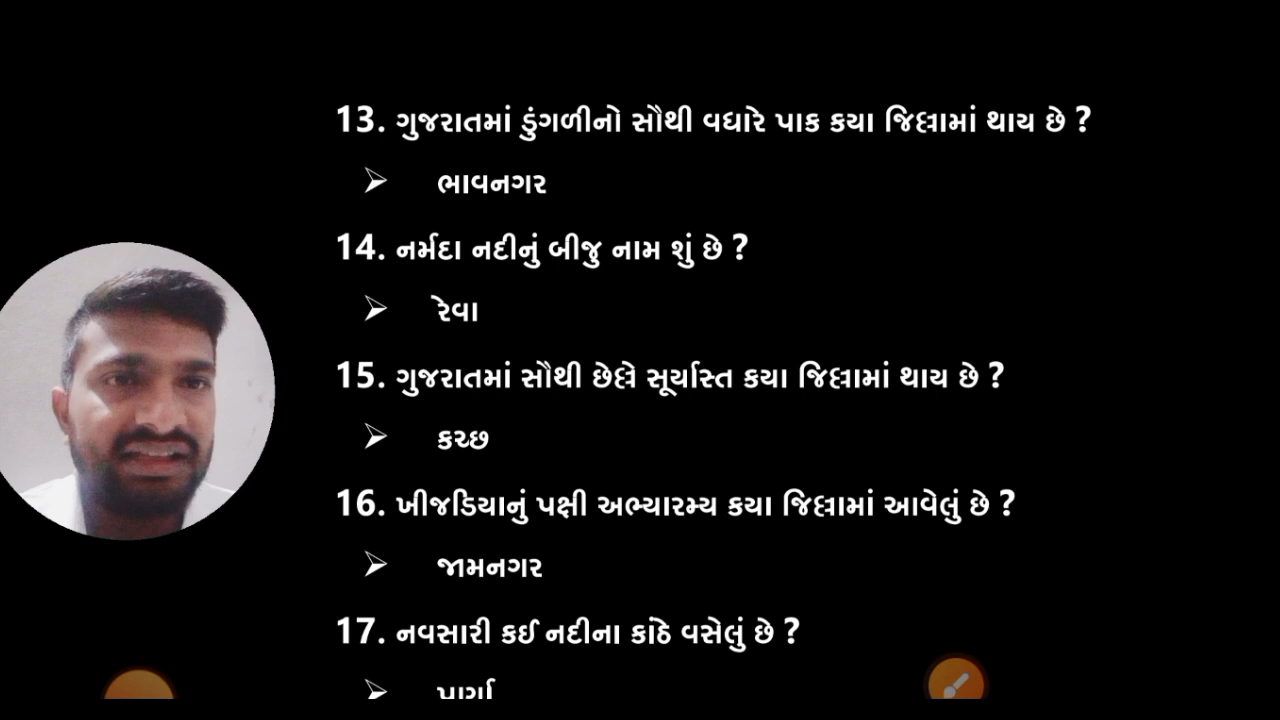 13. ગુજરાતમાં ડુંગળીનો સૌથી વધારે પાક કયા જિલ્લામાં થાય છે ?
➢ ભાવનગર
14. નર્મદા નદીનું બીજુ નામ શું છે ?
➢ રેવા
15. ગુજરાતમાં સૌથી છેલ્લે સૂર્યાસ્ત કયા જિલ્લામાં થાય છે ?
➢ કચ્છ
16. ખીજડિયાનું પક્ષી અભ્યારમ્ય કયા જિલ્લામાં આવેલું છે ?
➢ જામનગર
17. નવસારી કઈ નદીના કાંઠે વસેલું છે ?
➢